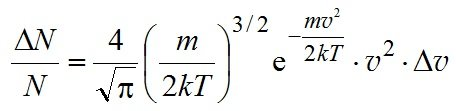 ΔN/N = 4/√π (m/2kT)^{3/2} e^{-mv²/2kT} · v² · Δv